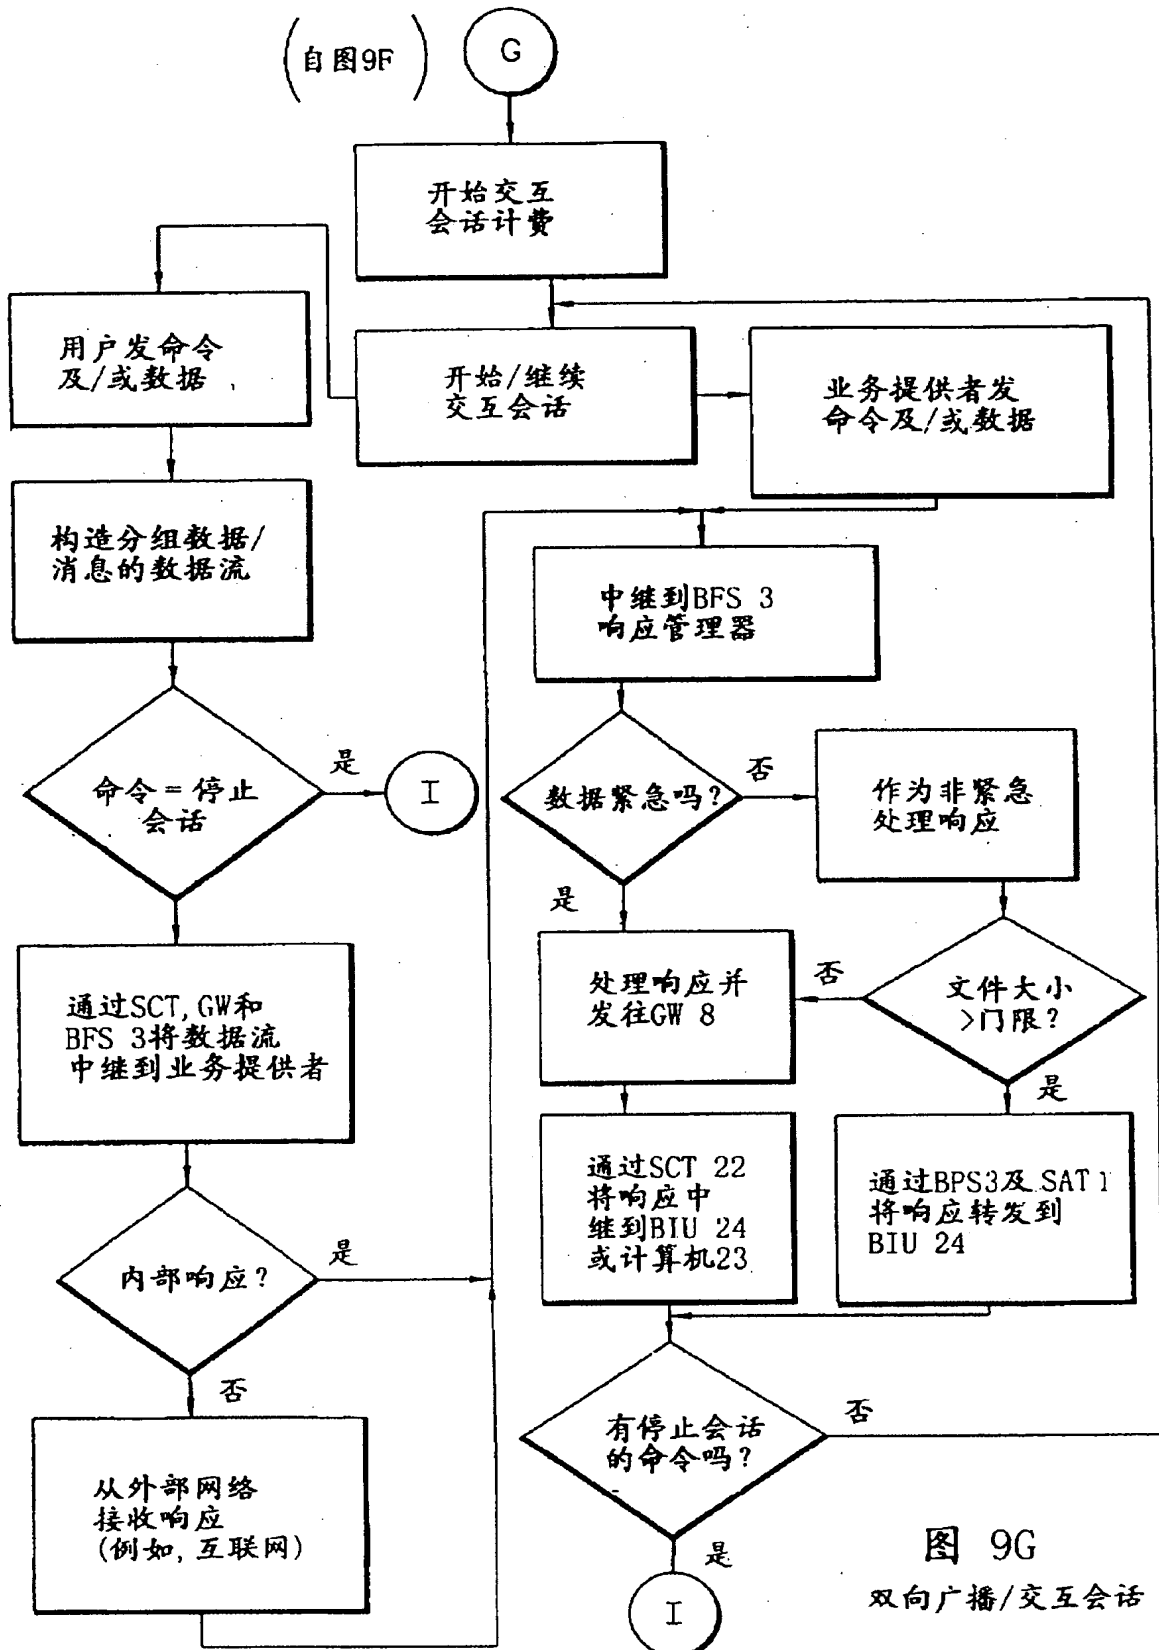 (自图9F)
G
开始交互
会话计费
用户发命令
及/或数据
开始/继续
交互会话
业务提供者发
命令及/或数据
构造分组数据/
消息的数据流
中继到BFS 3
响应管理器
命令=停止
会话
是
I
数据紧急吗?
否
作为非紧急
处理响应
是
通过SCT,GW和
BFS 3将数据流
中继到业务提供者
处理响应并
发往GW 8
否
文件大小
>门限?
是
通过SCT 22
将响应中
继到BIU 24
或计算机23
通过BPS3及SAT1
将响应转发到
BIU 24
内部响应?
是
否
从外部网络
接收响应
(例如,互联网)
有停止会话
的命令吗?
否
是
I
图 9G
双向广播/交互会话